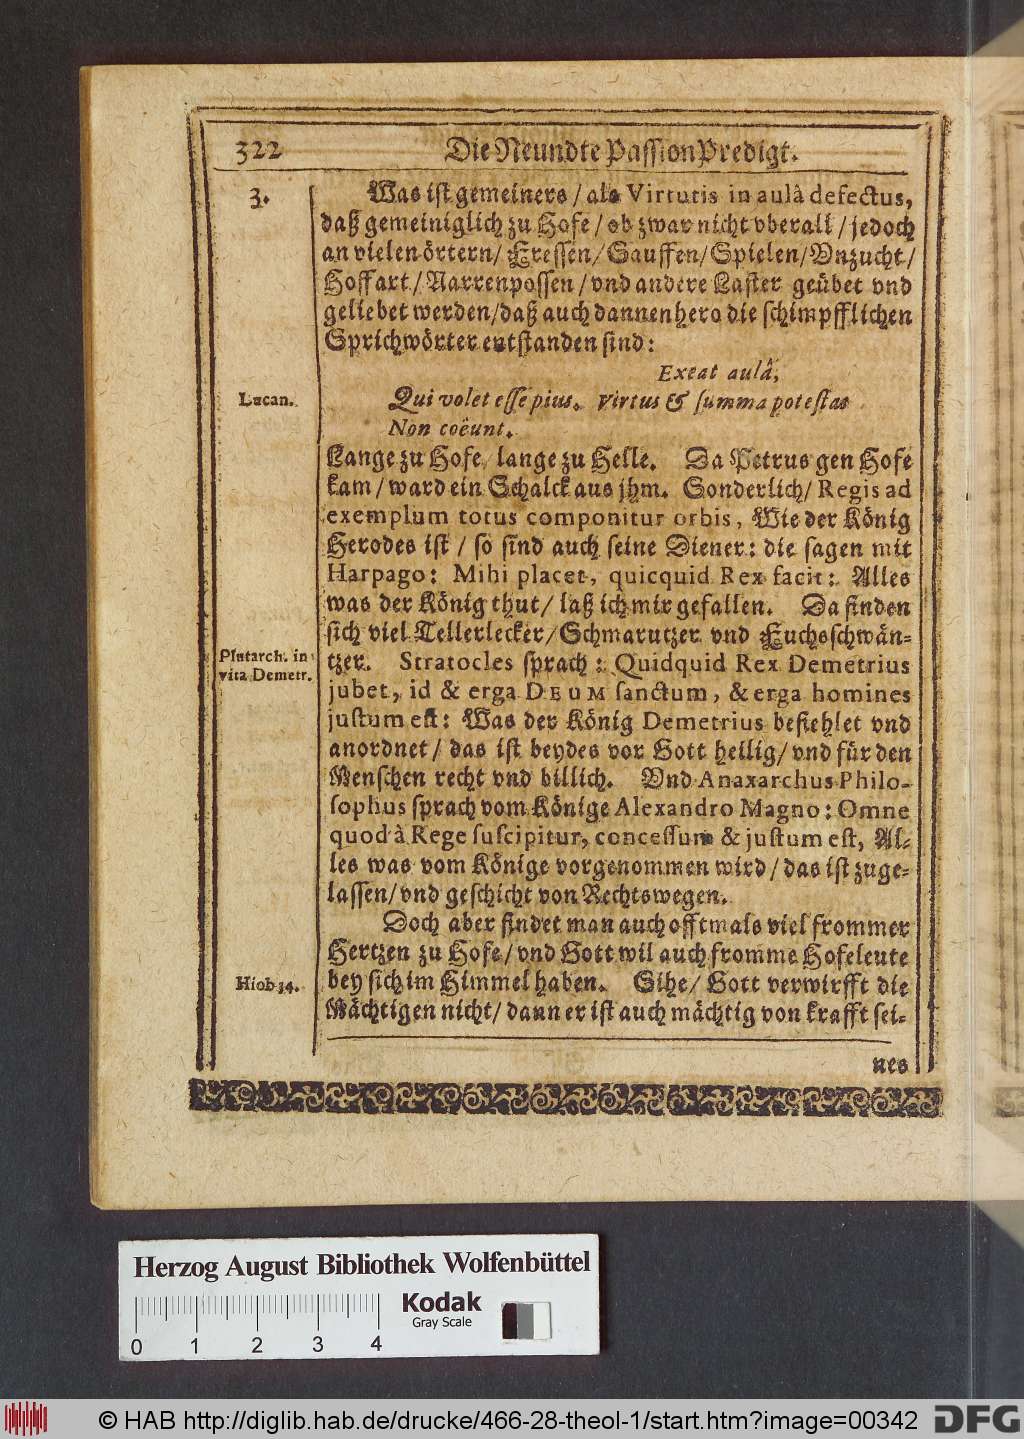 322 Die Neundte PassionPredigt.
3. Was ist gemeiners / als Virtutis in aulâ defectus,
daß gemeiniglich zu Hofe / ob zwar nicht vberall / jedoch
an vielen örtern / Fressen / Sauffen / Spielen / Vnzucht /
Hoffart / Narrenpossen / vnd andere Laster geübet vnd
geliebet werden / daß auch dannenhero die schimpfflichen
Sprichwörter entstanden sind:
Exeat aulâ,
Lucan. Qui volet esse pius. Virtus & summa potestas
Non coëunt.
Lange zu Hofe / lange zu Helle. Da Petrus gen Hofe
kam / ward ein Schalck aus jhm. Sonderlich / Regis ad
exemplum totus componitur orbis, Wie der König
Herodes ist / so sind auch seine Diener: die sagen mit
Harpago: Mihi placet, quicquid Rex facit: Alles
was der König thut / laß ich mir gefallen. Da finden
sich viel Tellerlecker / Schmarutzer vnd Fuchsschwän-
Plutarch. in
vita Demetr.
tzer. Stratocles sprach: Quidquid Rex Demetrius
jubet, id & erga DEUM sanctum, & erga homines
justum est: Was der König Demetrius befiehlet vnd
anordnet / das ist beydes vor Gott heilig / vnd für den
Menschen recht vnd billich. Vnd Anaxarchus Philo-
sophus sprach vom Könige Alexandro Magno: Omne
quod à Rege suscipitur, concessum & justum est, Al-
les was vom Könige vorgenommen wird / das ist zuge-
lassen / vnd geschicht von Rechtswegen.
Doch aber findet man auch offtmals viel frommer
Hertzen zu Hofe / vnd Gott wil auch fromme Hofeleute
Hiob 34. bey sich im Himmel haben. Sihe / Gott verwirfft die
Mächtigen nicht / dann er ist auch mächtig von krafft sei-
nes
Herzog August Bibliothek Wolfenbüttel
Kodak
Gray Scale
0 1 2 3 4
© HAB http://diglib.hab.de/drucke/466-28-theol-1/start.htm?image=00342
DFG